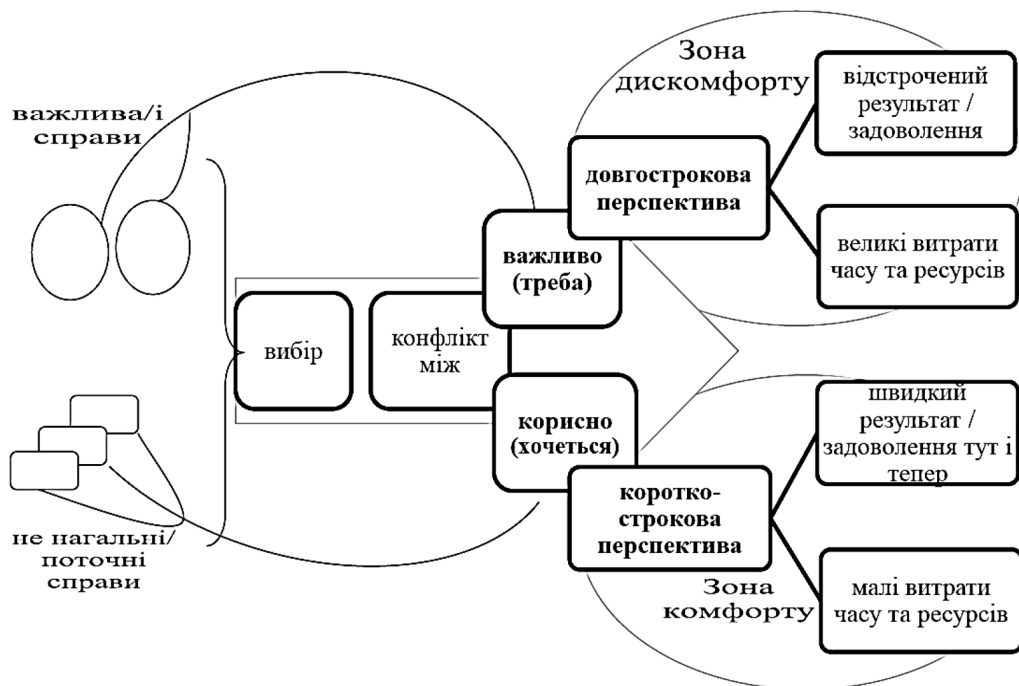 важлива/і
справи
не нагальні/
поточні
справи
вибір
конфлікт
між
важливо
(треба)
корисно
(хочеться)
Зона
дискомфорту
довгострокова
перспектива
відстрочений
результат /
задоволення
великі витрати
часу та ресурсів
коротко-
строкова
перспектива
Зона
комфорту
швидкий
результат /
задоволення тут і
тепер
малі витрати
часу та ресурсів